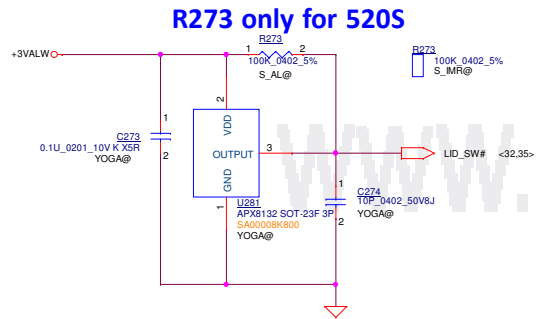 R273 only for 520S
R273
1
2
100K_0402_5%
S_AL@
R273
100K_0402_5%
S_IMR@
+3VALW
2
VDD
C273
1
0.1U_0201_10V K X5R
2
YOGA@
OUTPUT
3
LID_SW# <32,35>
GND
1
U281
APX8132 SOT-23F 3P
SA00008K800
YOGA@
1
C274
10P_0402_50V8J
2
YOGA@
www.